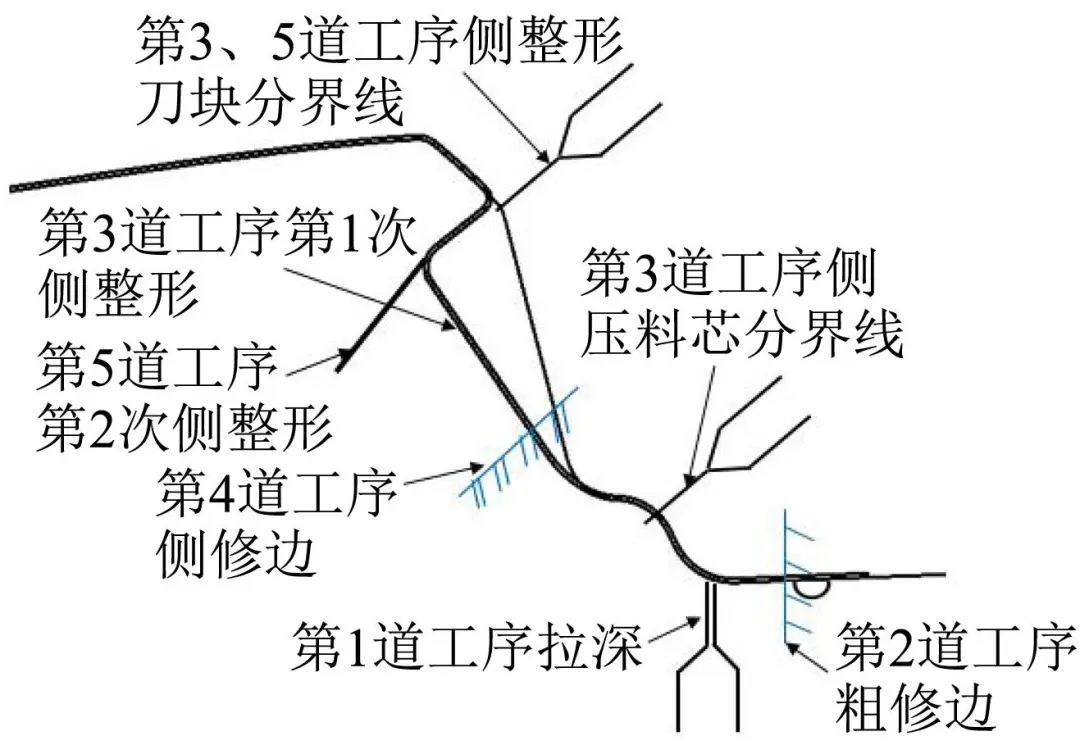 第3、5道工序侧整形
刀块分界线
第3道工序第1次
侧整形
第3道工序侧
压料芯分界线
第5道工序
第2次侧整形
第4道工序
侧修边
第1道工序拉深
第2道工序
粗修边